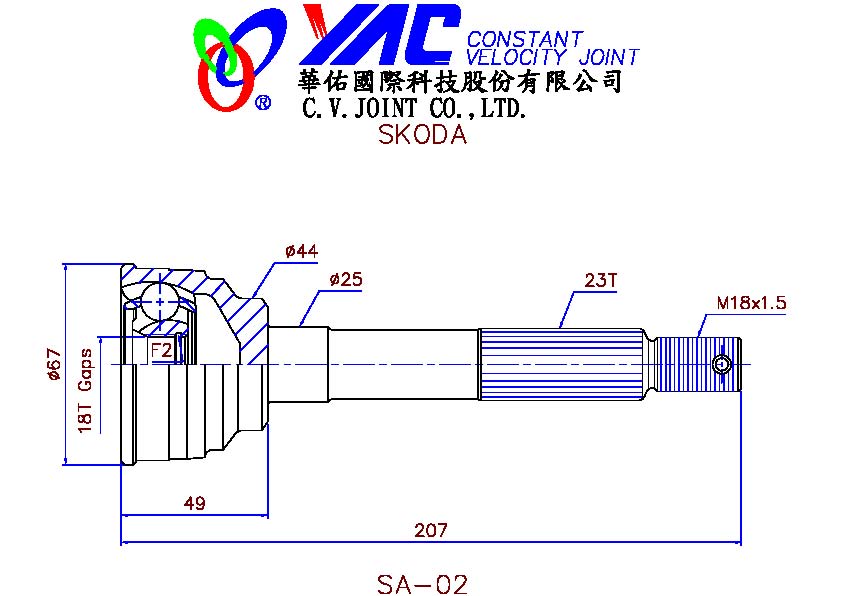 YAC CONSTANT
VELOCITY JOINT
®
華佑國際科技股份有限公司
C.V.JOINT CO.,LTD.
SKODA
ø44
ø25
23T
M18x1.5
ø67
18T Gaps
F2
49
207
SA-02